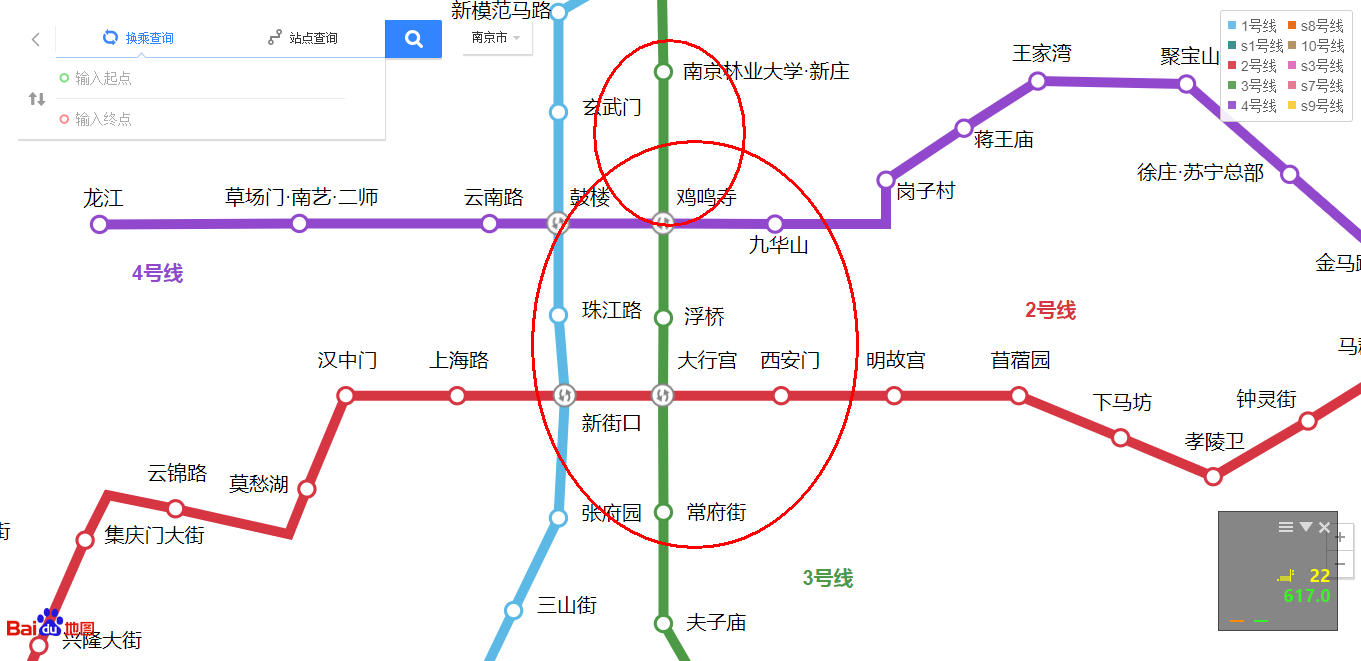 新模范马路
换乘查询
站点查询
南京市
输入起点
输入终点
1号线
s8号线
s1号线
10号线
2号线
s3号线
3号线
s7号线
4号线
s9号线
王家湾
聚宝山
南京林业大学·新庄
玄武门
蒋王庙
徐庄·苏宁总部
岗子村
龙江
草场门·南艺·二师
云南路
鼓楼
鸡鸣寺
九华山
金马路
4号线
珠江路
浮桥
2号线
汉中门
上海路
大行宫
西安门
明故宫
苜蓿园
下马坊
钟灵街
新街口
孝陵卫
云锦路
莫愁湖
集庆门大街
街
张府园
常府街
3号线
三山街
夫子庙
22
617.0
Baidu地图
兴隆大街